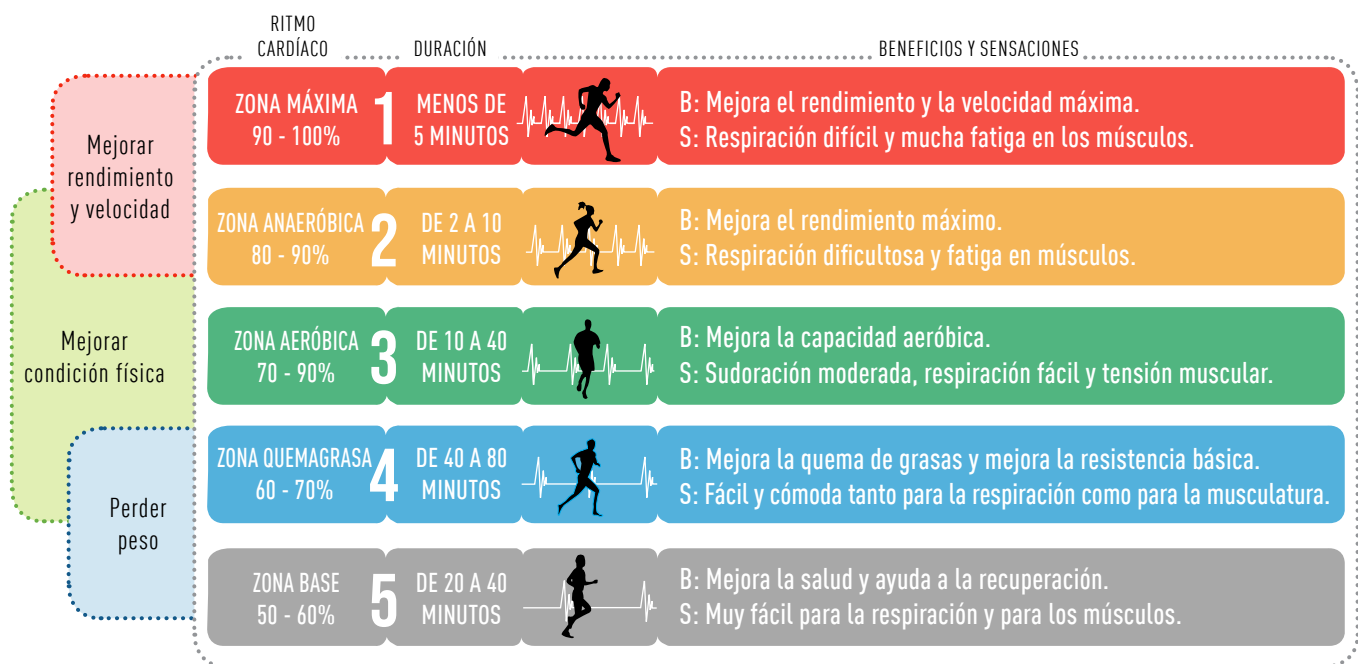 RITMO
CARDÍACO
DURACIÓN
BENEFICIOS Y SENSACIONES
Mejorar
rendimiento
y velocidad
ZONA MÁXIMA
90 - 100%
1
MENOS DE
5 MINUTOS
B: Mejora el rendimiento y la velocidad máxima.
S: Respiración difícil y mucha fatiga en los músculos.
ZONA ANAERÓBICA
80 - 90%
2
DE 2 A 10
MINUTOS
B: Mejora el rendimiento máximo.
S: Respiración dificultosa y fatiga en músculos.
Mejorar
condición física
ZONA AERÓBICA
70 - 90%
3
DE 10 A 40
MINUTOS
B: Mejora la capacidad aeróbica.
S: Sudoración moderada, respiración fácil y tensión muscular.
ZONA QUEMAGRASA
60 - 70%
4
DE 40 A 80
MINUTOS
B: Mejora la quema de grasas y mejora la resistencia básica.
S: Fácil y cómoda tanto para la respiración como para la musculatura.
Perder
peso
ZONA BASE
50 - 60%
5
DE 20 A 40
MINUTOS
B: Mejora la salud y ayuda a la recuperación.
S: Muy fácil para la respiración y para los músculos.